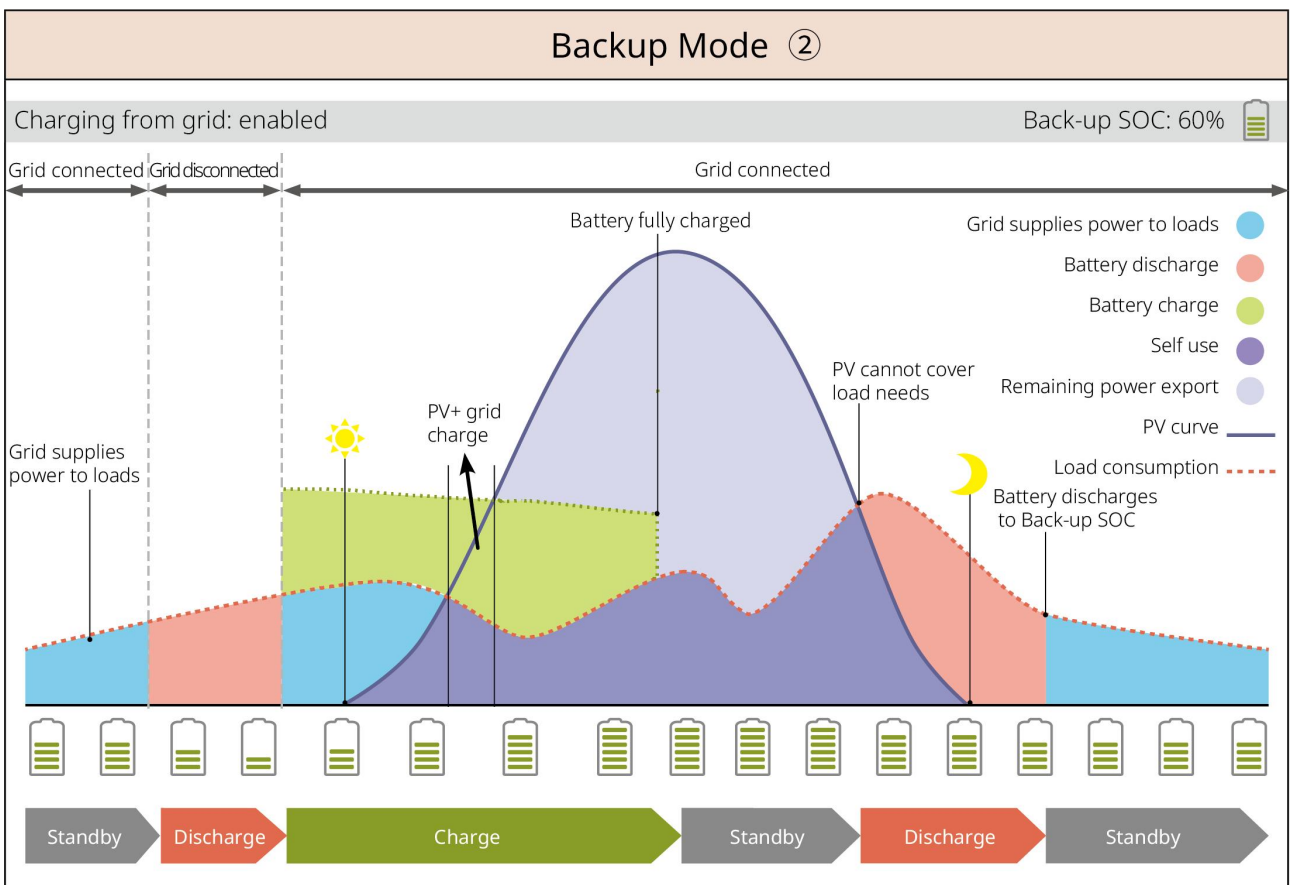 Backup Mode ②
Charging from grid: enabled
Back-up SOC: 60%
Grid connected
Grid disconnected
Grid connected
Battery fully charged
Grid supplies power to loads
Battery discharge
Battery charge
Self use
Remaining power export
PV curve
Load consumption
PV cannot cover
load needs
PV+ grid
charge
Grid supplies
power to loads
Battery discharges
to Back-up SOC
Standby
Discharge
Charge
Standby
Discharge
Standby